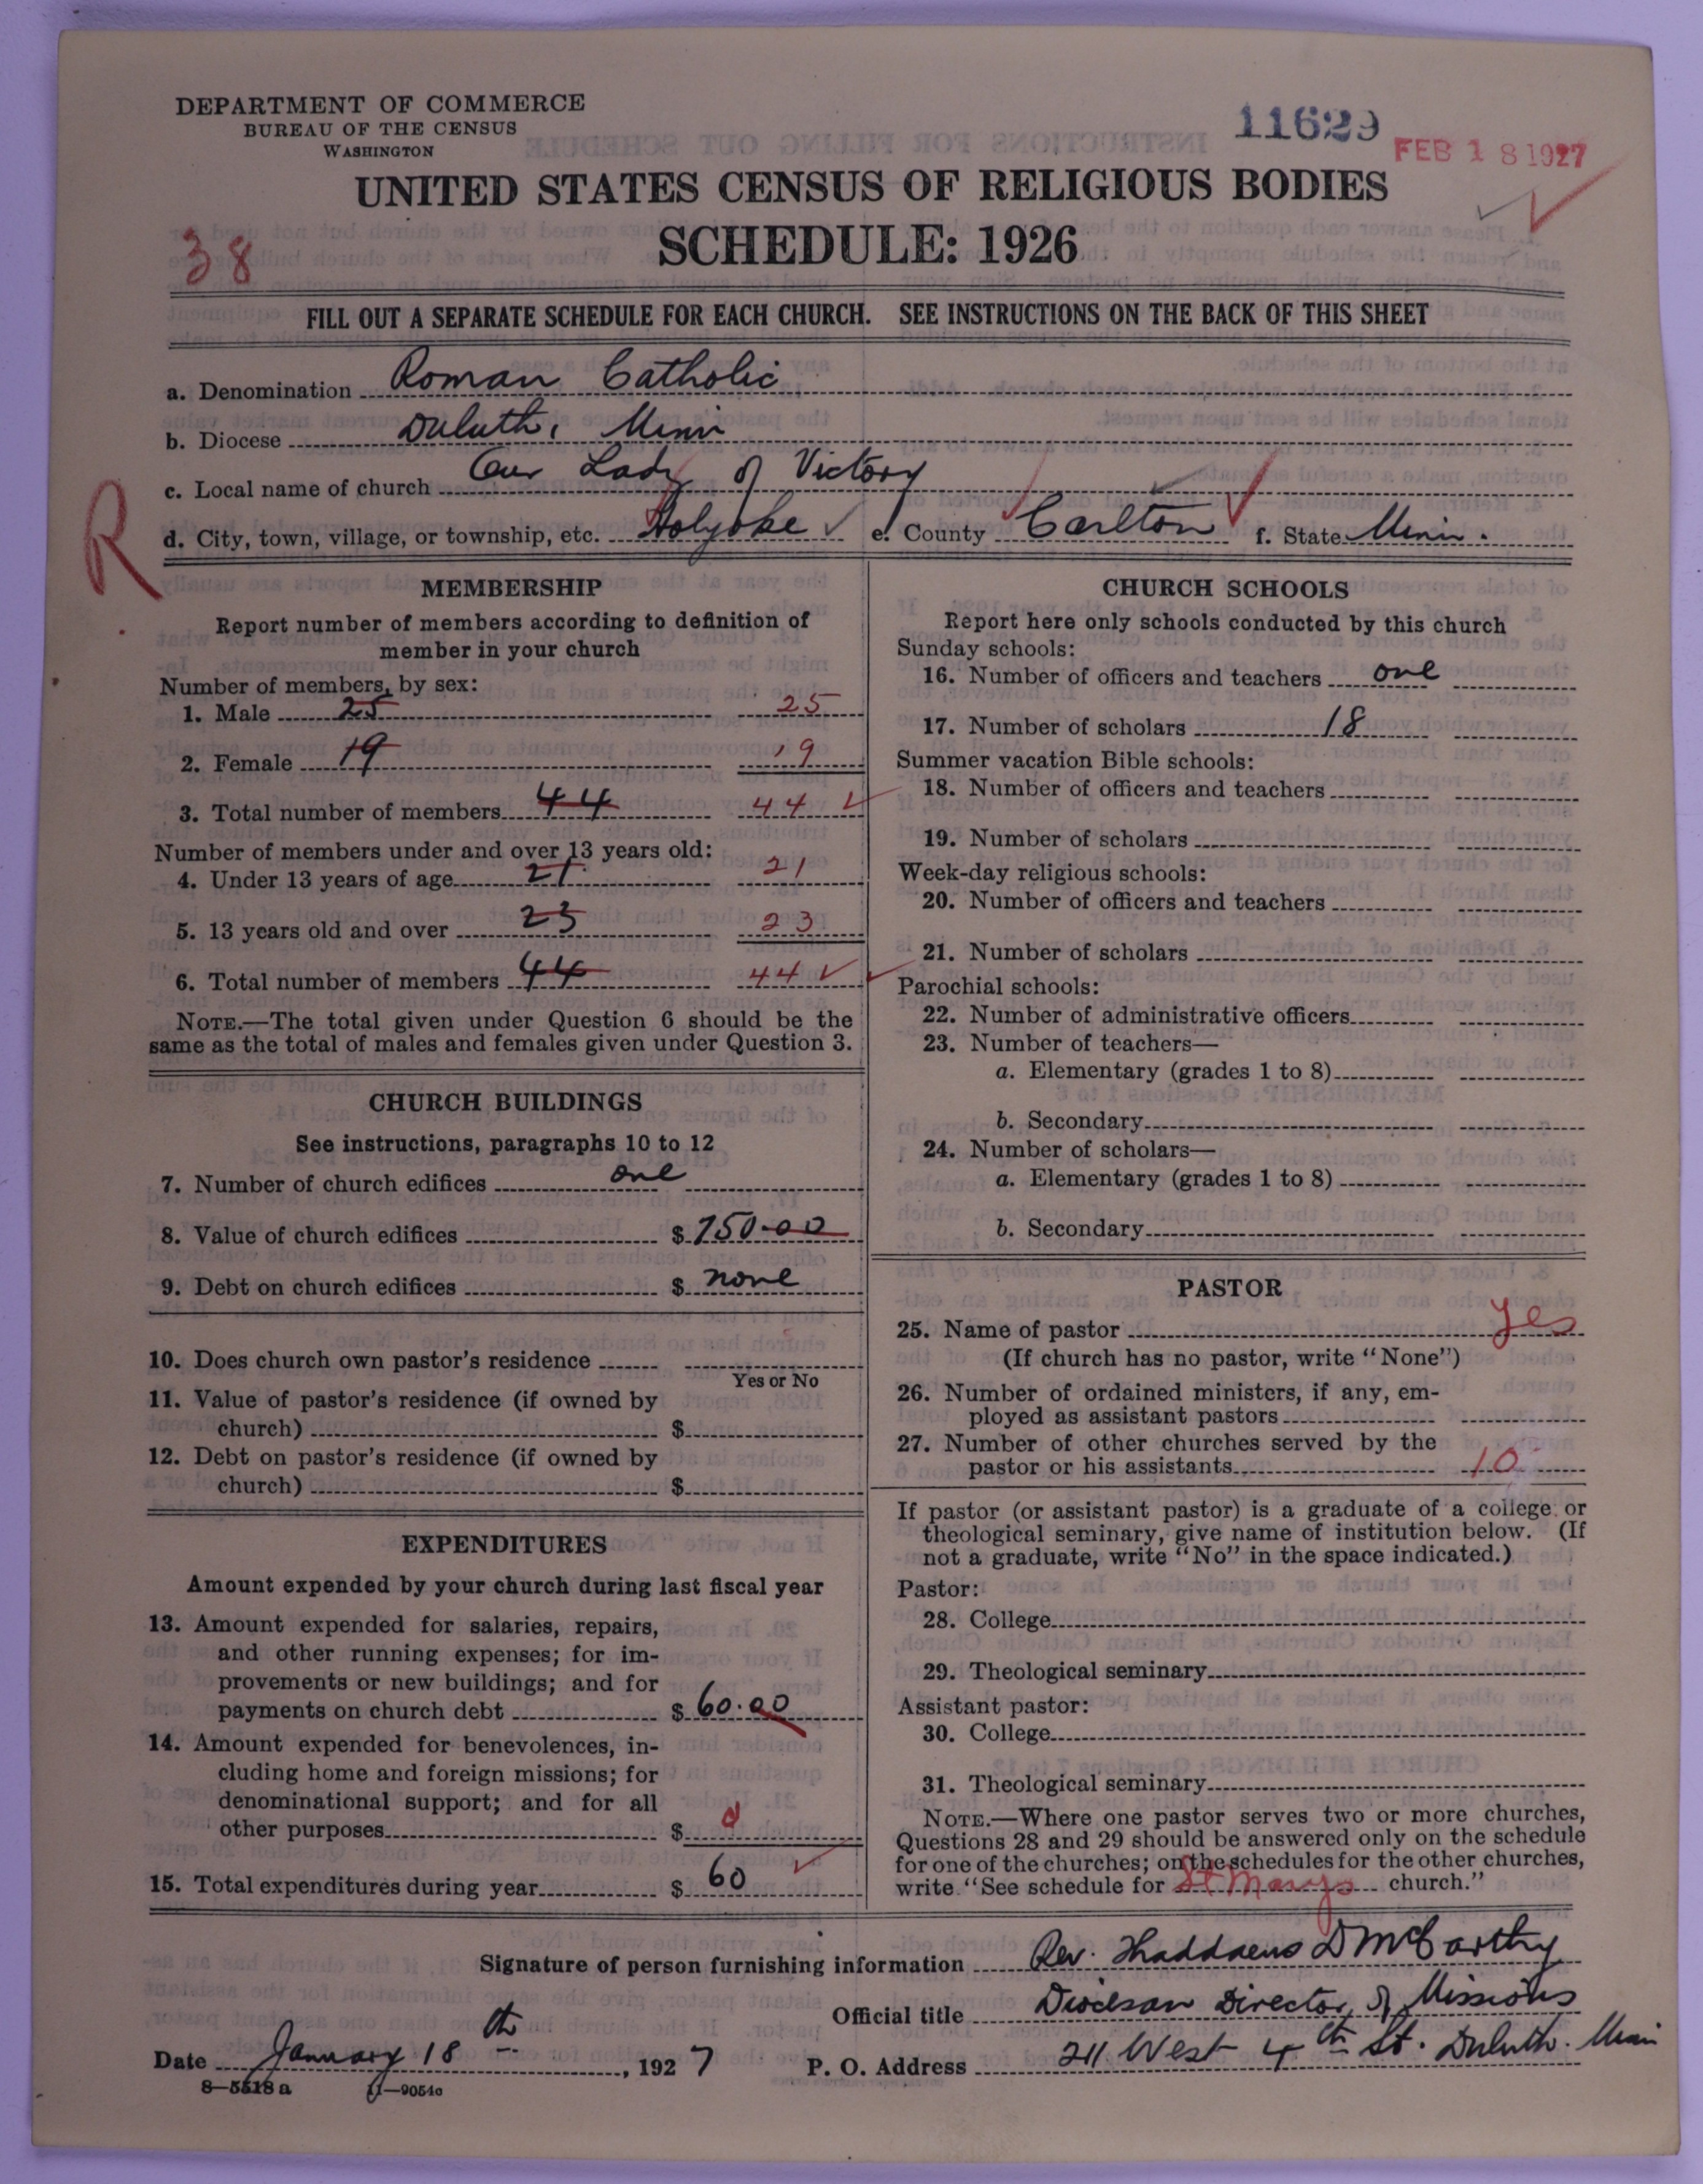 DEPARTMENT OF COMMERCE
BUREAU OF THE CENSUS
WASHINGTON
11629
FEB 18 1927
UNITED STATES CENSUS OF RELIGIOUS BODIES
SCHEDULE: 1926
38
FILL OUT A SEPARATE SCHEDULE FOR EACH CHURCH. SEE INSTRUCTIONS ON THE BACK OF THIS SHEET
a. Denomination Roman Catholic
b. Diocese Duluth, Minn
c. Local name of church Our Lady of Victory
R
d. City, town, village, or township, etc. Holyoke e. County Carlton f. State Minn.
MEMBERSHIP
Report number of members according to definition of
member in your church
Number of members, by sex:
1. Male 25 25
2. Female 19 19
3. Total number of members 44 44
Number of members under and over 13 years old:
4. Under 13 years of age 21 21
5. 13 years old and over 23 23
6. Total number of members 44 44
NOTE.—The total given under Question 6 should be the
same as the total of males and females given under Question 3.
CHURCH BUILDINGS
See instructions, paragraphs 10 to 12
7. Number of church edifices one
8. Value of church edifices $ 750.00
9. Debt on church edifices $ none
10. Does church own pastor's residence
Yes or No
11. Value of pastor's residence (if owned by
church) $
12. Debt on pastor's residence (if owned by
church) $
EXPENDITURES
Amount expended by your church during last fiscal year
13. Amount expended for salaries, repairs,
and other running expenses; for im-
provements or new buildings; and for
payments on church debt $ 60.00
14. Amount expended for benevolences, in-
cluding home and foreign missions; for
denominational support; and for all
other purposes $
15. Total expenditures during year $ 60
CHURCH SCHOOLS
Report here only schools conducted by this church
Sunday schools:
16. Number of officers and teachers one
17. Number of scholars 18
Summer vacation Bible schools:
18. Number of officers and teachers
19. Number of scholars
Week-day religious schools:
20. Number of officers and teachers
21. Number of scholars
Parochial schools:
22. Number of administrative officers
23. Number of teachers—
a. Elementary (grades 1 to 8)
b. Secondary
24. Number of scholars—
a. Elementary (grades 1 to 8)
b. Secondary
PASTOR
25. Name of pastor yes
(If church has no pastor, write "None")
26. Number of ordained ministers, if any, em-
ployed as assistant pastors
27. Number of other churches served by the
pastor or his assistants 10
If pastor (or assistant pastor) is a graduate of a college or
theological seminary, give name of institution below. (If
not a graduate, write "No" in the space indicated.)
Pastor:
28. College
29. Theological seminary
Assistant pastor:
30. College
31. Theological seminary
NOTE.—Where one pastor serves two or more churches,
Questions 28 and 29 should be answered only on the schedule
for one of the churches; on the schedules for the other churches,
write "See schedule for St Marys church."
Signature of person furnishing information Rev. Thaddaeus D McCarthy
Official title Diocesan Director of Missions
Date January 18th, 1927 P. O. Address 211 West 4th St. Duluth. Minn
8—5518a 11—9054a